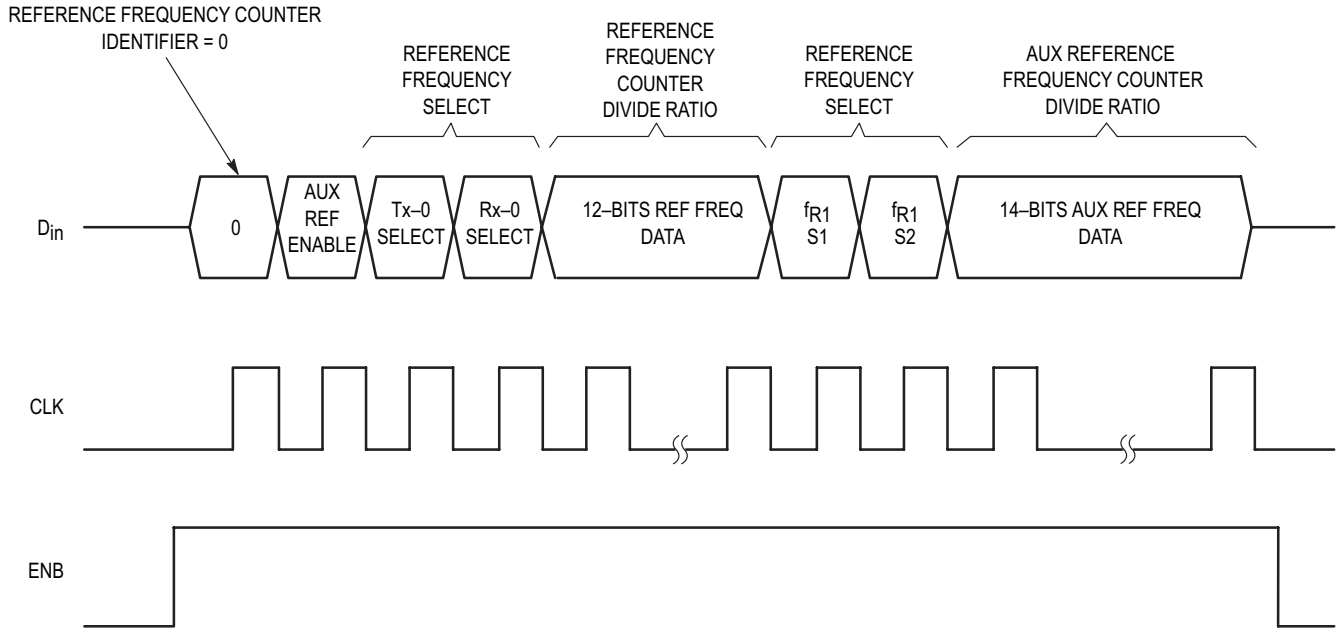 REFERENCE FREQUENCY COUNTER
IDENTIFIER = 0
REFERENCE
FREQUENCY
SELECT
REFERENCE
FREQUENCY
COUNTER
DIVIDE RATIO
REFERENCE
FREQUENCY
SELECT
AUX REFERENCE
FREQUENCY COUNTER
DIVIDE RATIO
Din
0
AUX
REF
ENABLE
Tx–0
SELECT
Rx–0
SELECT
12–BITS REF FREQ
DATA
fR1
S1
fR1
S2
14–BITS AUX REF FREQ
DATA
CLK
ENB